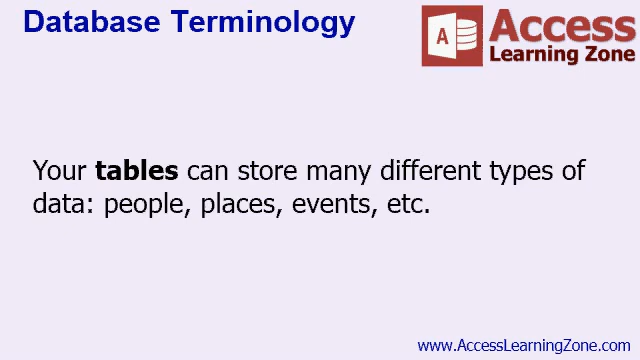 Database Terminology
A
Access
Learning Zone
Your tables can store many different types of
data: people, places, events, etc.
www.AccessLearningZone.com